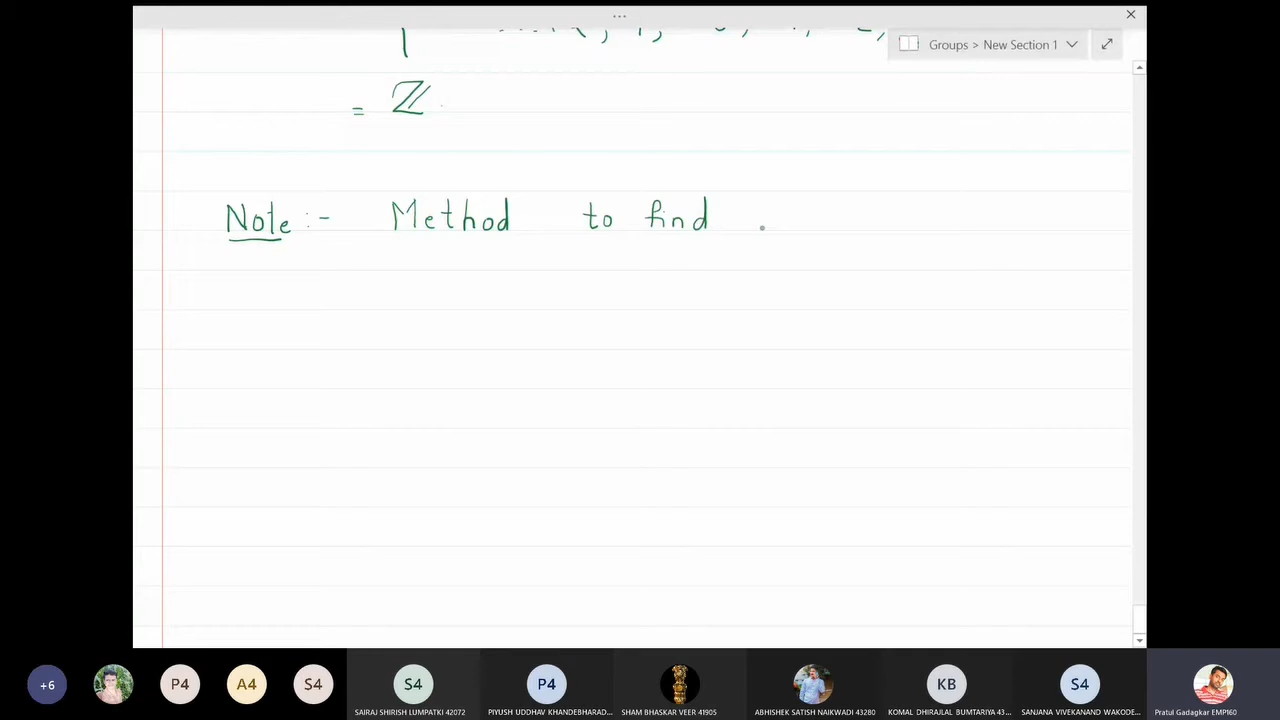 Groups > New Section 1
= ℤ
Note :- Method to find
+6
P4
A4
S4
S4
P4
KB
S4
SAIRAJ SHIRISH LUMPATKI 42072
PIYUSH UDDHAV KHANDEBHARAD...
SHAM BHASKAR VEER 41905
ABHISHEK SATISH NAIKWADI 43280
KOMAL DHIRAJLAL BUMTARIYA 43...
SANJANA VIVEKANAND WAKODE...
Pratul Gadagkar EMP160